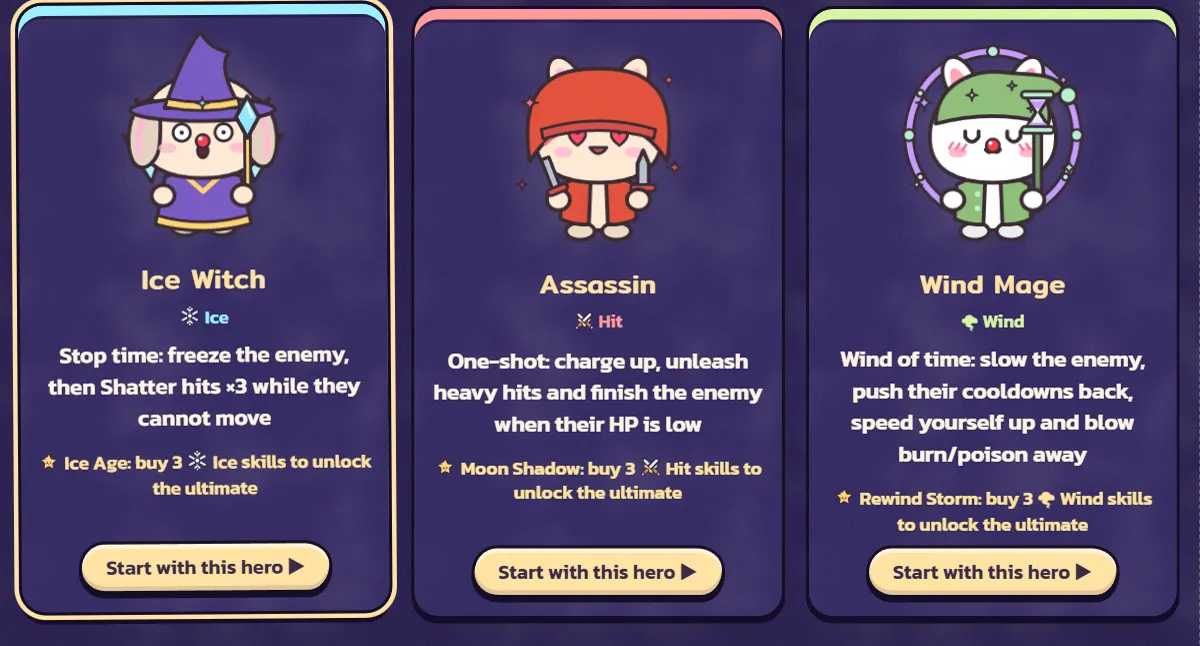 Ice Witch
Ice
Stop time: freeze the enemy,
then Shatter hits ×3 while they
cannot move
Ice Age: buy 3 Ice skills to unlock
the ultimate
Start with this hero ▶
Assassin
Hit
One-shot: charge up, unleash
heavy hits and finish the enemy
when their HP is low
Moon Shadow: buy 3 Hit skills to
unlock the ultimate
Start with this hero ▶
Wind Mage
Wind
Wind of time: slow the enemy,
push their cooldowns back,
speed yourself up and blow
burn/poison away
Rewind Storm: buy 3 Wind skills
to unlock the ultimate
Start with this hero ▶